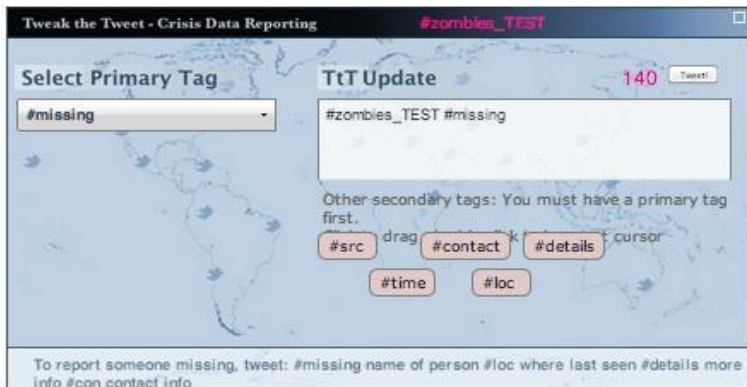 Tweak the Tweet - Crisis Data Reporting
#zombies_TEST
Select Primary Tag
#missing
TtT Update
140
Tweet!
#zombies_TEST #missing
Other secondary tags: You must have a primary tag
first.
drag cursor
#src
#contact
#details
#time
#loc
To report someone missing, tweet: #missing name of person #loc where last seen #details more
info #con contact info